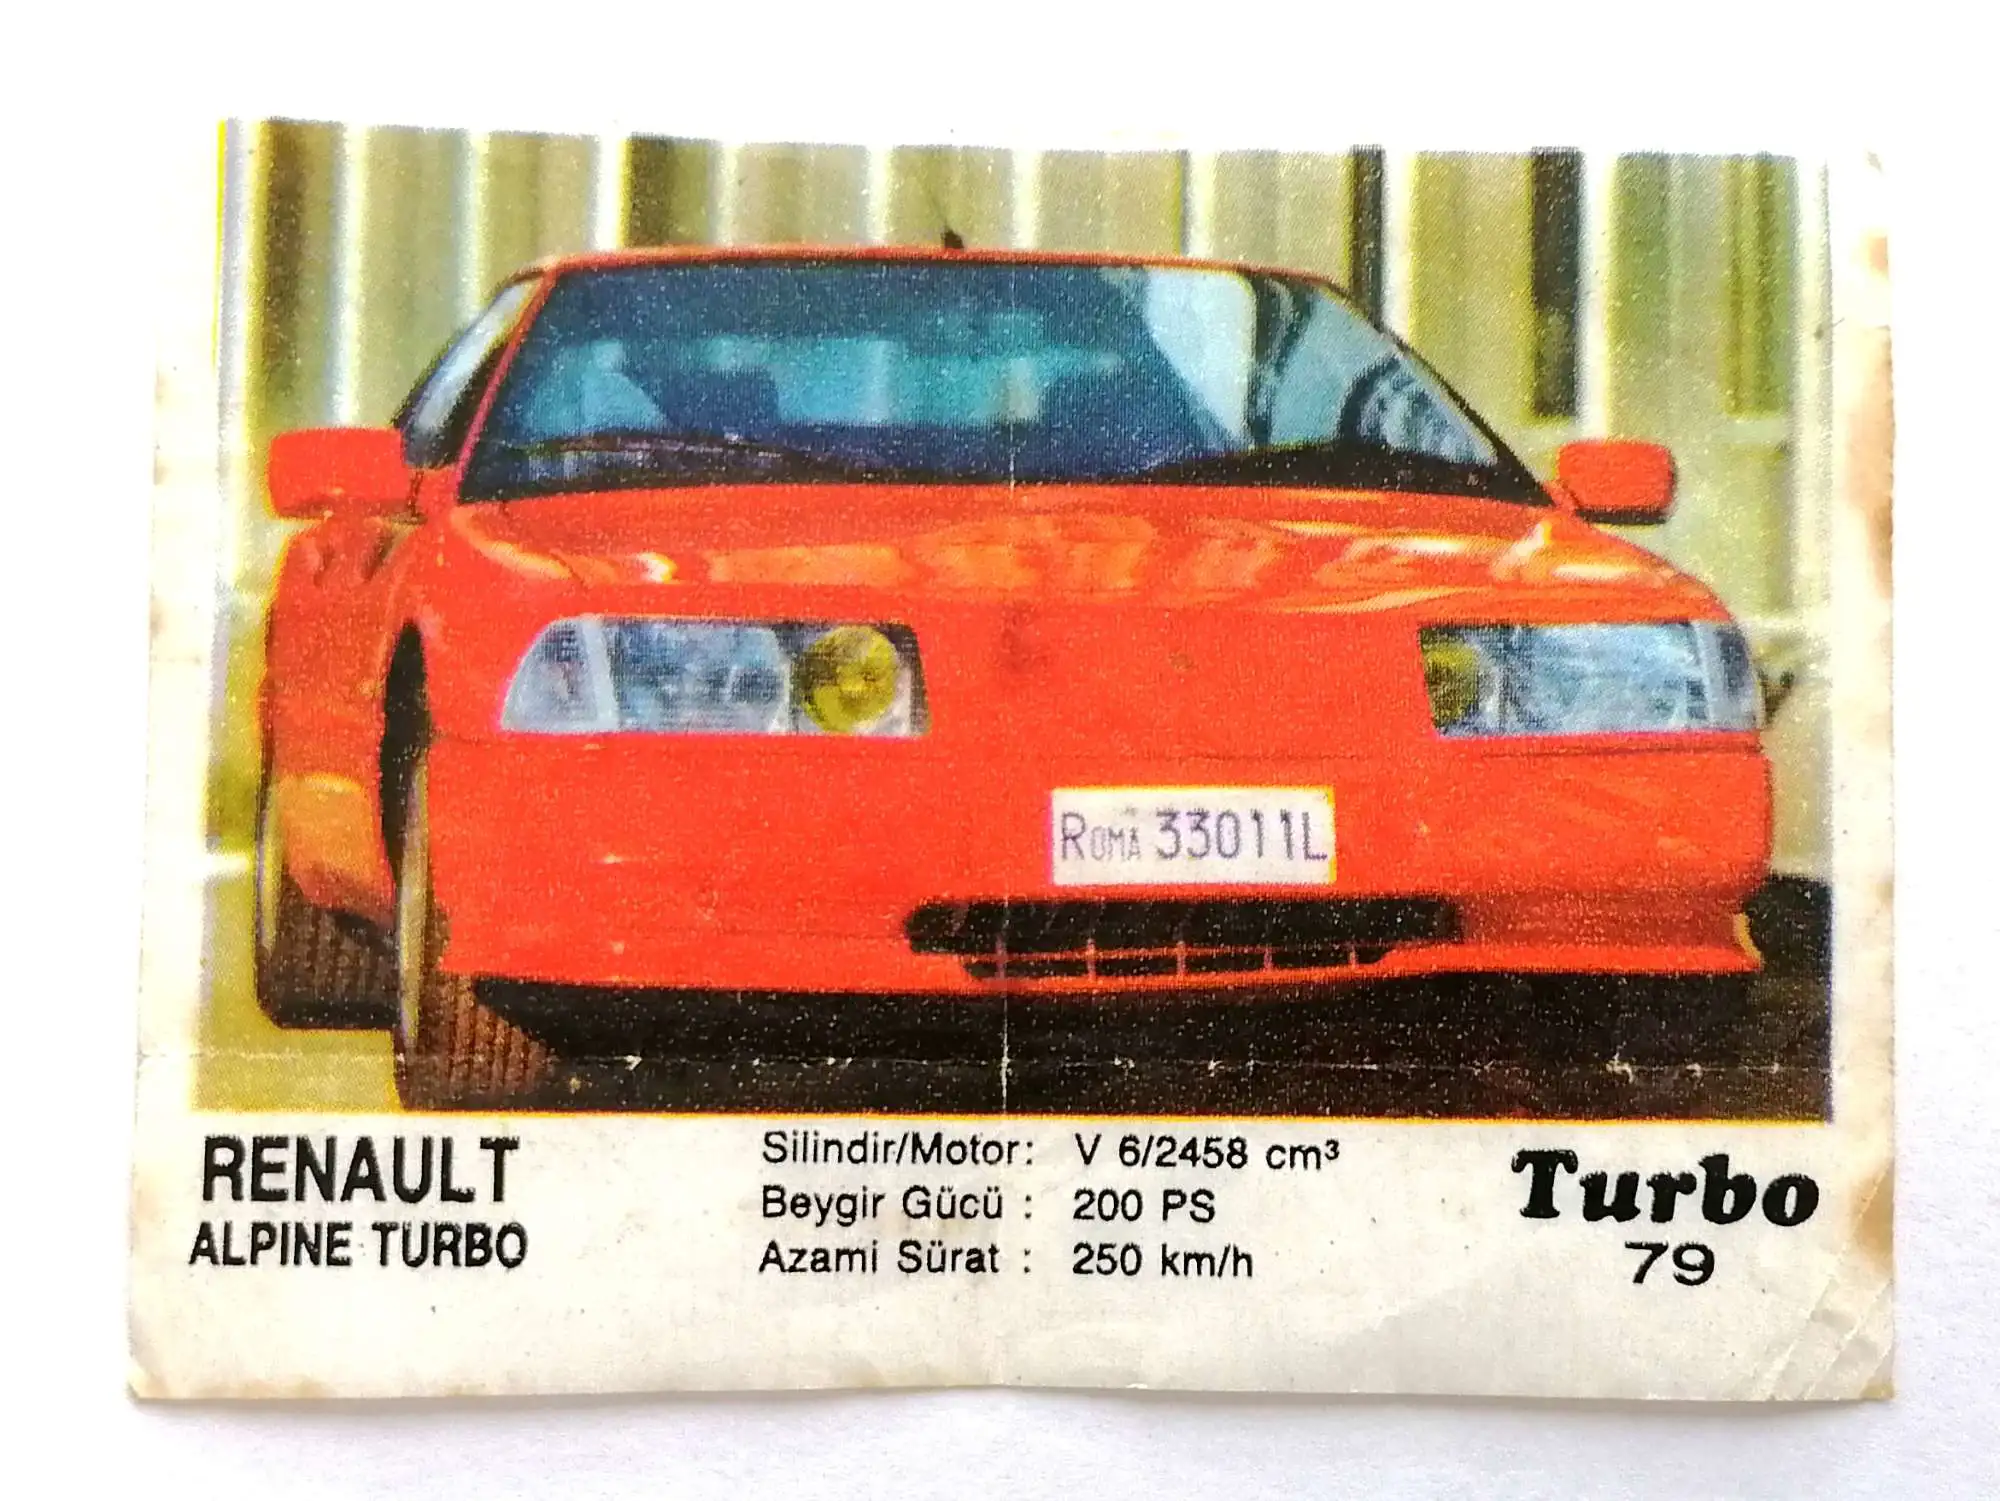 Roma 33011L
RENAULT
ALPINE TURBO
Silindir/Motor: V 6/2458 cm³
Beygir Gücü : 200 PS
Azami Sürat : 250 km/h
Turbo
79